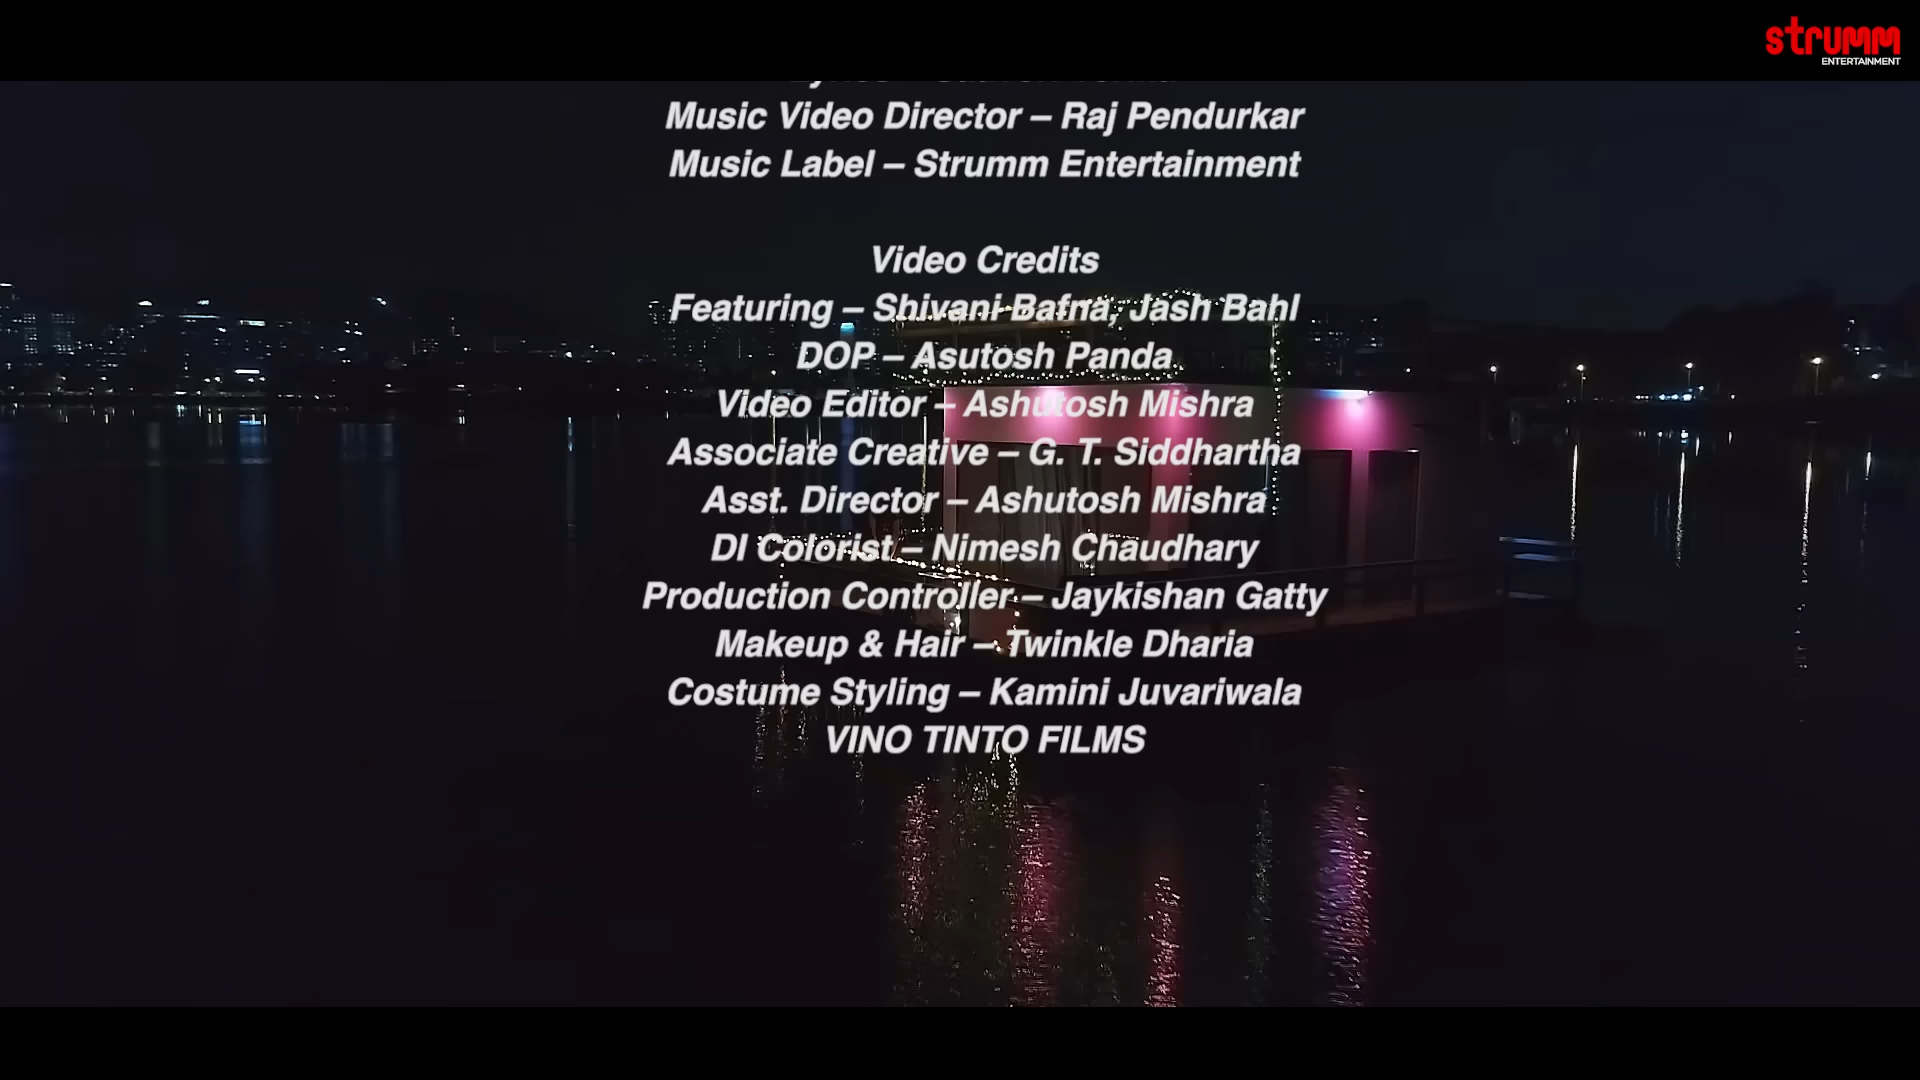 strumm
ENTERTAINMENT
Music Video Director – Raj Pendurkar
Music Label – Strumm Entertainment
Video Credits
Featuring – Shivani Bafna, Jash Bahl
DOP – Asutosh Panda
Video Editor – Ashutosh Mishra
Associate Creative – G. T. Siddhartha
Asst. Director – Ashutosh Mishra
DI Colorist – Nimesh Chaudhary
Production Controller – Jaykishan Gatty
Makeup & Hair – Twinkle Dharia
Costume Styling – Kamini Juvariwala
VINO TINTO FILMS